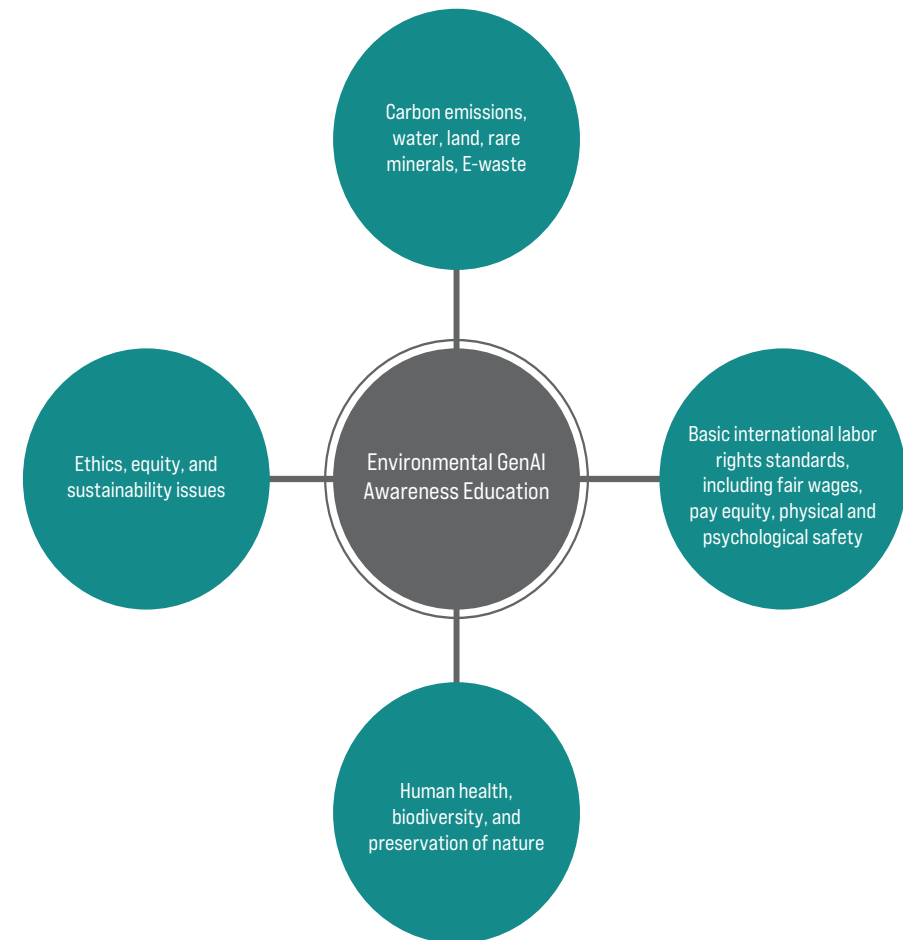 Carbon emissions,
water, land, rare
minerals, E-waste
Ethics, equity, and
sustainability issues
Environmental GenAI
Awareness Education
Basic international labor
rights standards,
including fair wages,
pay equity, physical and
psychological safety
Human health,
biodiversity, and
preservation of nature